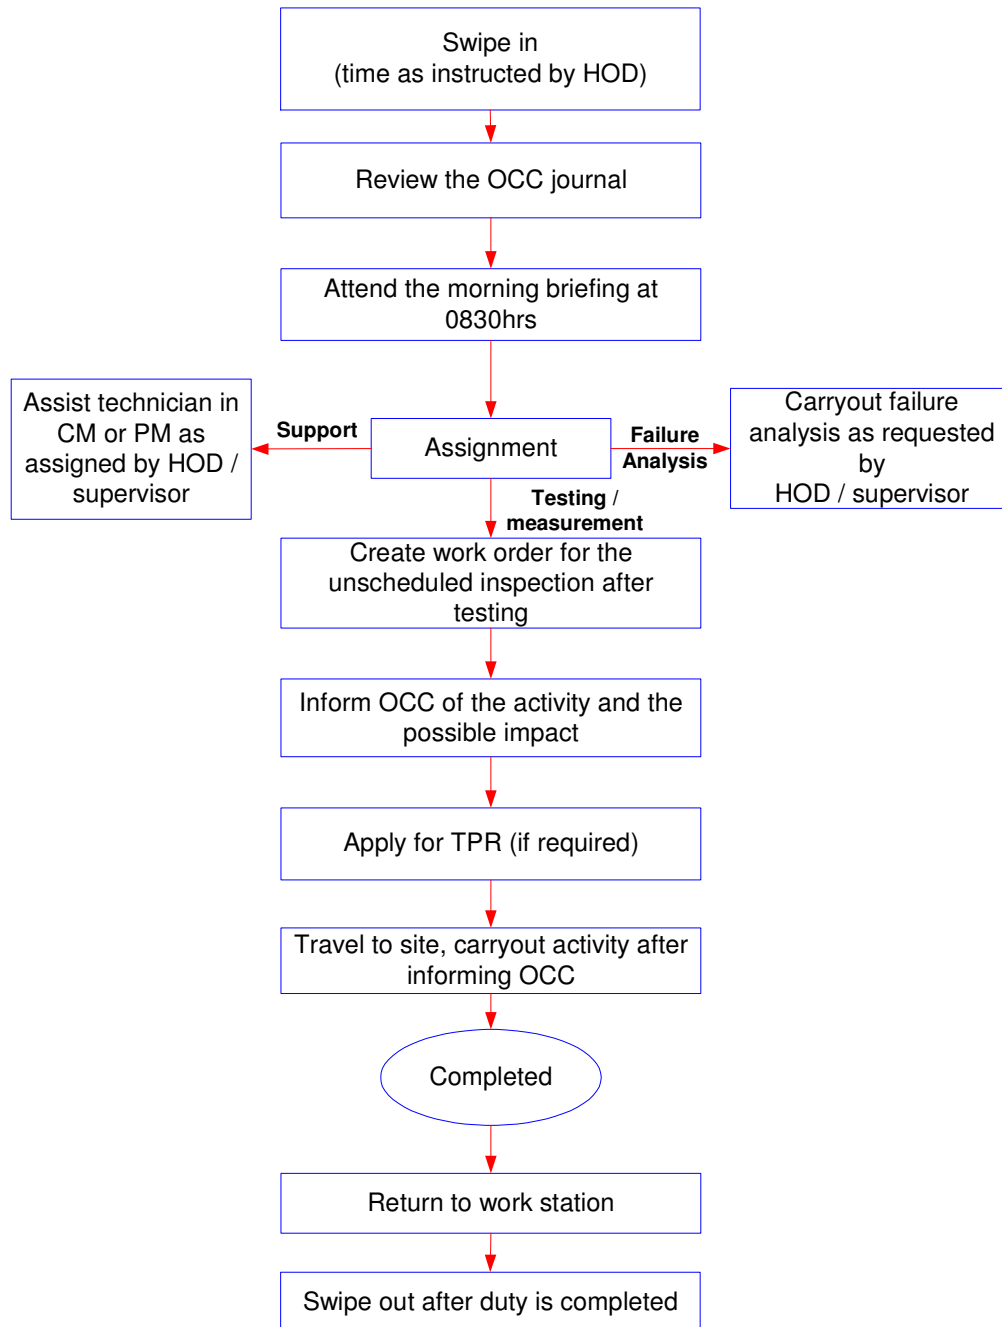 Swipe in
(time as instructed by HOD)
Review the OCC journal
Attend the morning briefing at
0830hrs
Assist technician in
CM or PM as
assigned by HOD /
supervisor
Support
Assignment
Failure
Analysis
Carryout failure
analysis as requested
by
HOD / supervisor
Testing /
measurement
Create work order for the
unscheduled inspection after
testing
Inform OCC of the activity and the
possible impact
Apply for TPR (if required)
Travel to site, carryout activity after
informing OCC
Completed
Return to work station
Swipe out after duty is completed